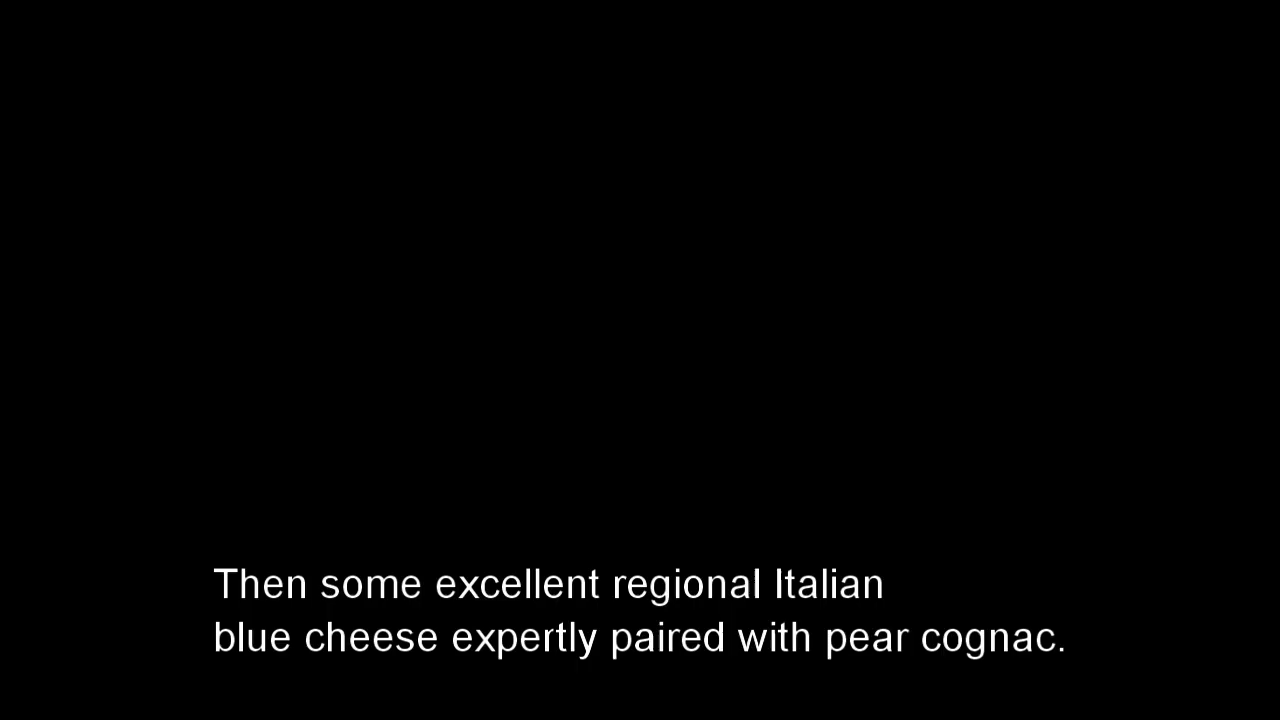 Then some excellent regional Italian
blue cheese expertly paired with pear cognac.